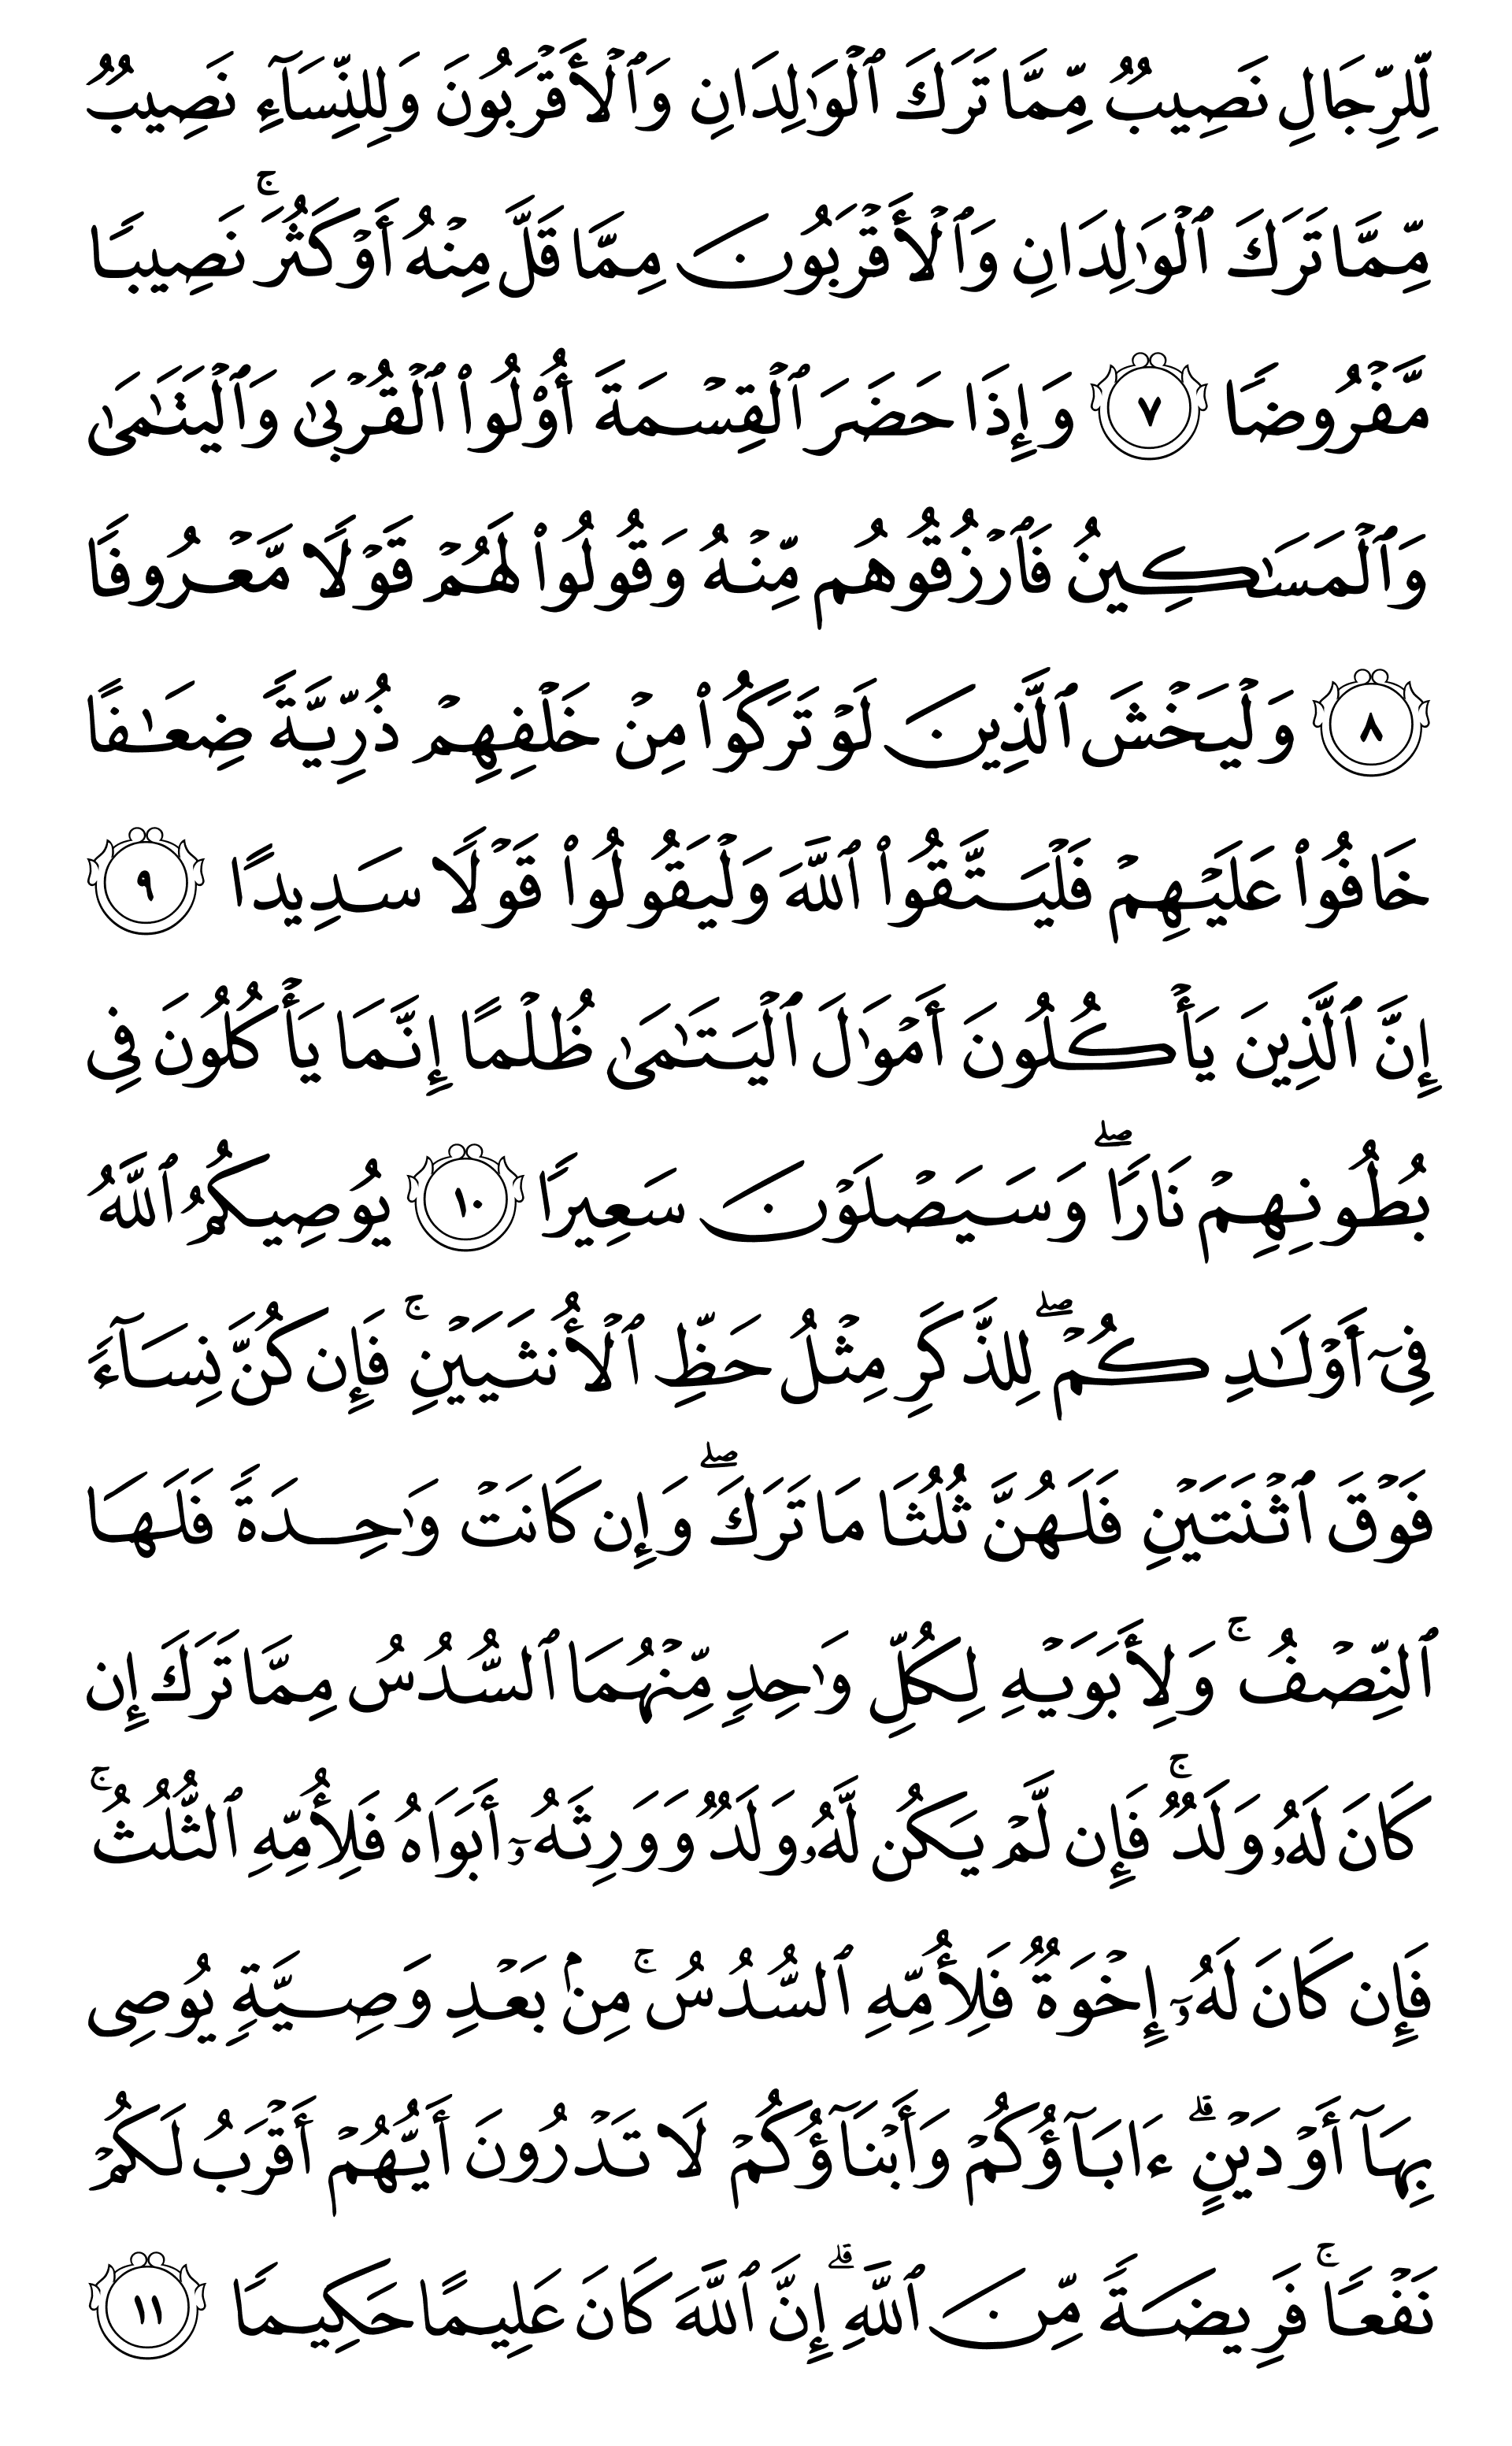 لِّلرِّجَالِ نَصِيبٌ مِّمَّا تَرَكَ ٱلْوَٰلِدَانِ وَٱلْأَقْرَبُونَ وَلِلنِّسَآءِ نَصِيبٌ
مِّمَّا تَرَكَ ٱلْوَٰلِدَانِ وَٱلْأَقْرَبُونَ مِمَّا قَلَّ مِنْهُ أَوْ كَثُرَ ۚ نَصِيبًا
مَّفْرُوضًا ٧ وَإِذَا حَضَرَ ٱلْقِسْمَةَ أُو۟لُوا۟ ٱلْقُرْبَىٰ وَٱلْيَتَٰمَىٰ
وَٱلْمَسَٰكِينُ فَٱرْزُقُوهُم مِّنْهُ وَقُولُوا۟ لَهُمْ قَوْلًا مَّعْرُوفًا
٨ وَلْيَخْشَ ٱلَّذِينَ لَوْ تَرَكُوا۟ مِنْ خَلْفِهِمْ ذُرِّيَّةً ضِعَٰفًا
خَافُوا۟ عَلَيْهِمْ فَلْيَتَّقُوا۟ ٱللَّهَ وَلْيَقُولُوا۟ قَوْلًا سَدِيدًا ٩
إِنَّ ٱلَّذِينَ يَأْكُلُونَ أَمْوَٰلَ ٱلْيَتَٰمَىٰ ظُلْمًا إِنَّمَا يَأْكُلُونَ فِى
بُطُونِهِمْ نَارًا ۖ وَسَيَصْلَوْنَ سَعِيرًا ١٠ يُوصِيكُمُ ٱللَّهُ
فِىٓ أَوْلَٰدِكُمْ ۖ لِلذَّكَرِ مِثْلُ حَظِّ ٱلْأُنثَيَيْنِ ۚ فَإِن كُنَّ نِسَآءً
فَوْقَ ٱثْنَتَيْنِ فَلَهُنَّ ثُلُثَا مَا تَرَكَ ۖ وَإِن كَانَتْ وَٰحِدَةً فَلَهَا
ٱلنِّصْفُ ۚ وَلِأَبَوَيْهِ لِكُلِّ وَٰحِدٍ مِّنْهُمَا ٱلسُّدُسُ مِمَّا تَرَكَ إِن
كَانَ لَهُۥ وَلَدٌ ۚ فَإِن لَّمْ يَكُن لَّهُۥ وَلَدٌ وَوَرِثَهُۥٓ أَبَوَاهُ فَلِأُمِّهِ ٱلثُّلُثُ ۚ
فَإِن كَانَ لَهُۥٓ إِخْوَةٌ فَلِأُمِّهِ ٱلسُّدُسُ ۚ مِنۢ بَعْدِ وَصِيَّةٍ يُوصِى
بِهَآ أَوْ دَيْنٍ ۗ ءَابَآؤُكُمْ وَأَبْنَآؤُكُمْ لَا تَدْرُونَ أَيُّهُمْ أَقْرَبُ لَكُمْ
نَفْعًا ۚ فَرِيضَةً مِّنَ ٱللَّهِ ۗ إِنَّ ٱللَّهَ كَانَ عَلِيمًا حَكِيمًا ١١